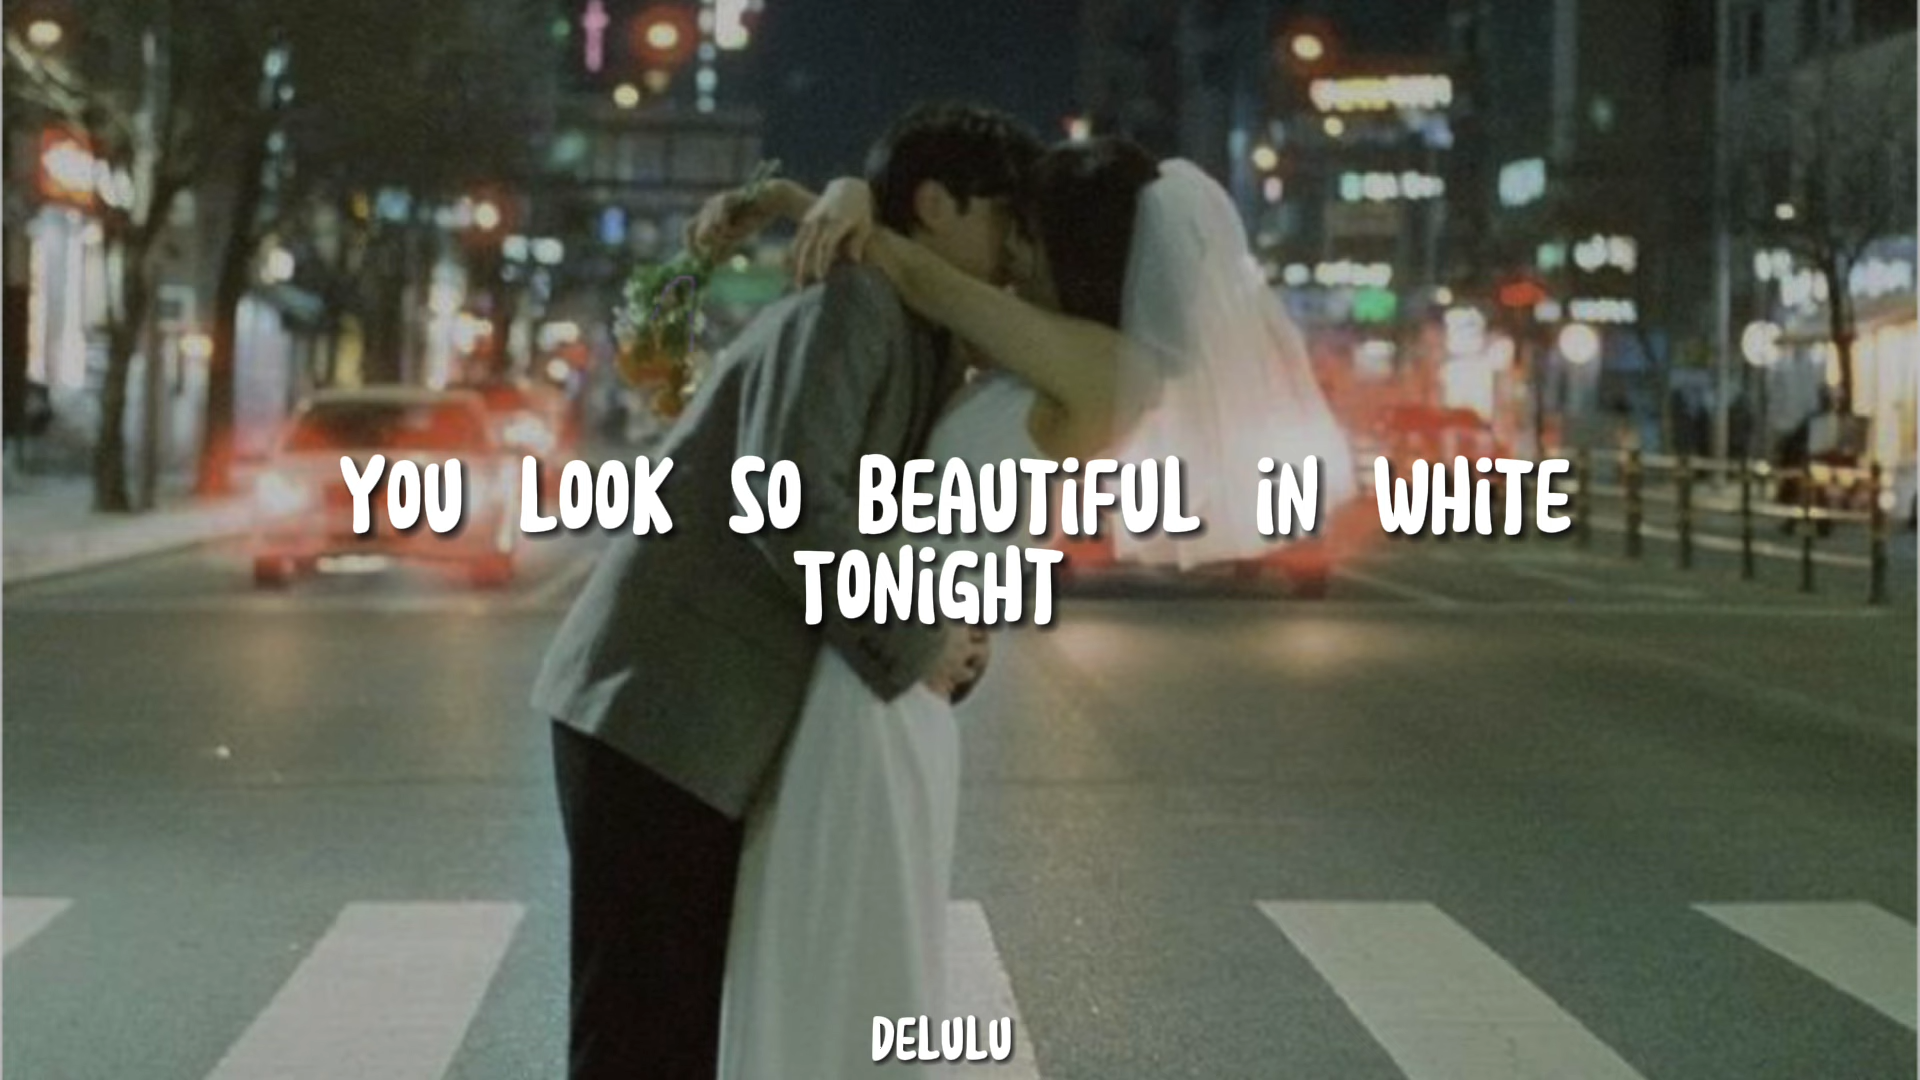 YOU LOOK SO BEAUTIFUL IN WHITE
TONIGHT
DELULU